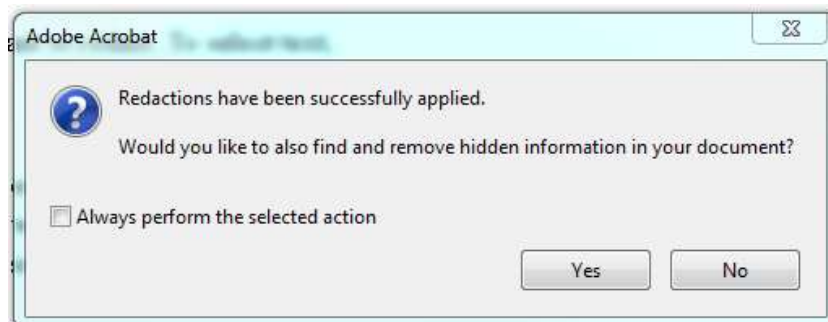 Adobe Acrobat
Redactions have been successfully applied.
Would you like to also find and remove hidden information in your document?
Always perform the selected action
Yes
No